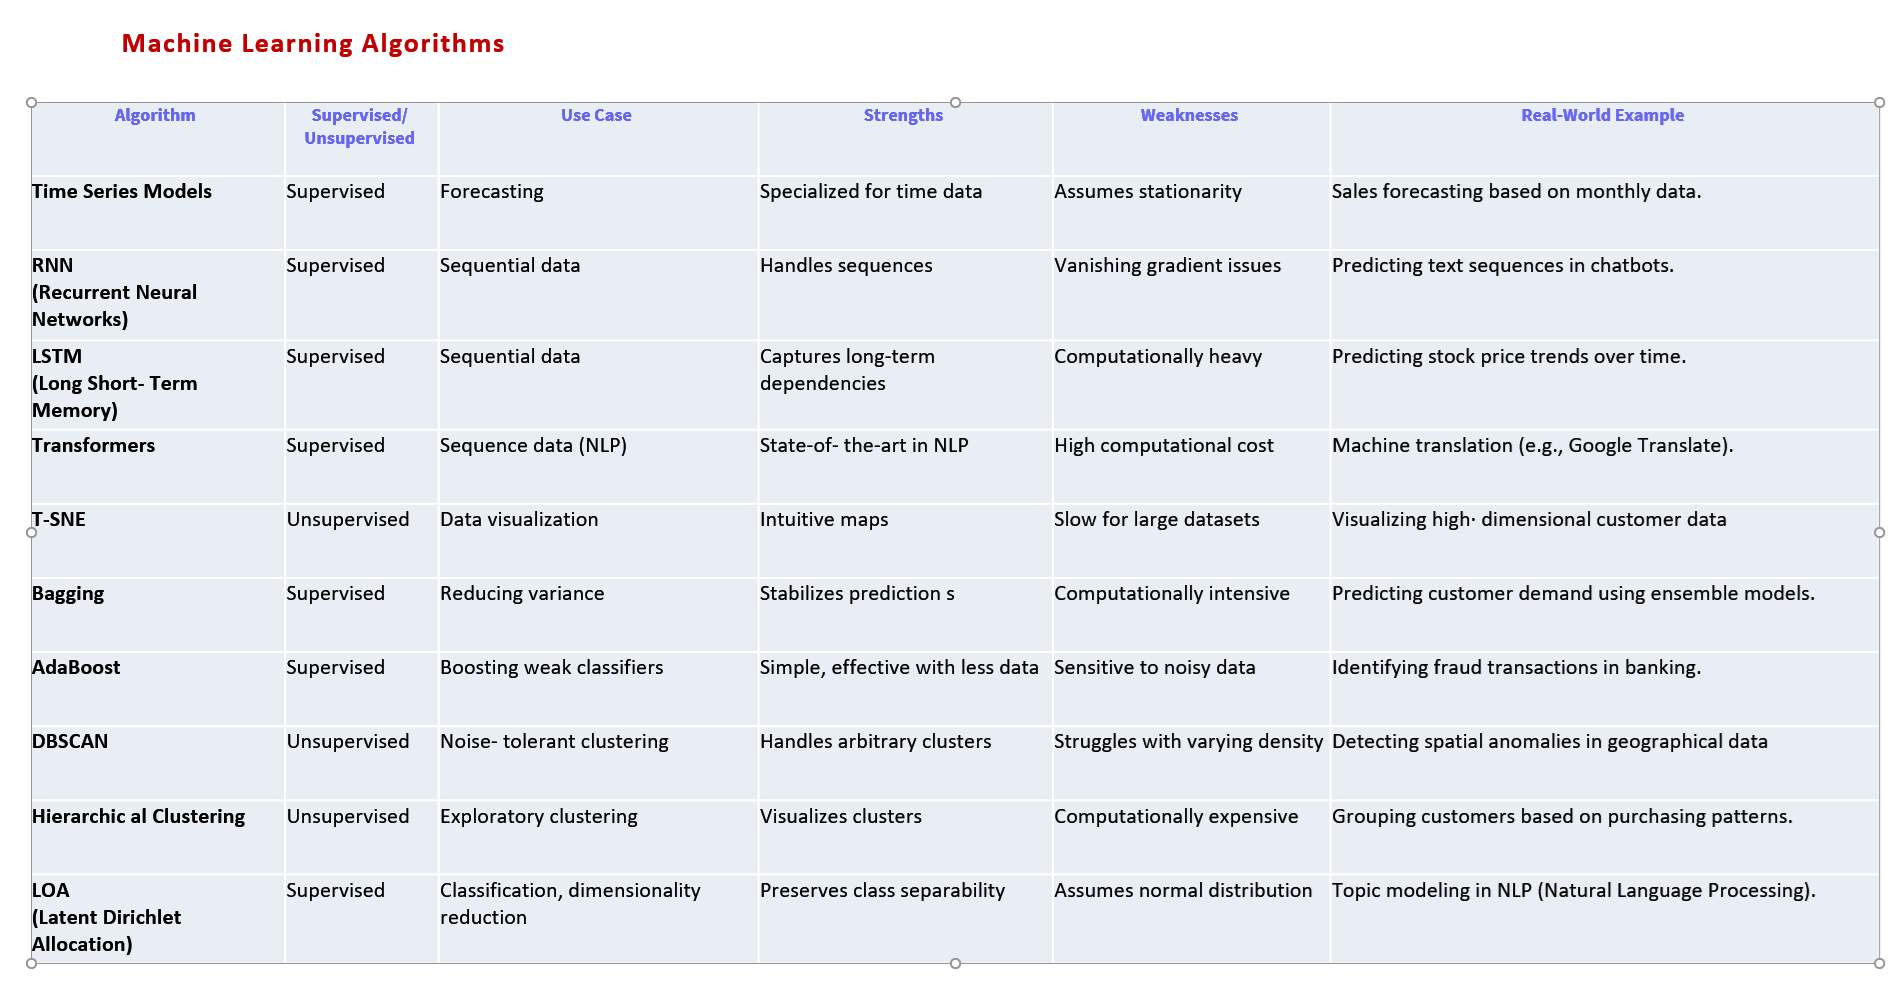 Machine Learning Algorithms
Algorithm Supervised/ Use Case Strengths Weaknesses Real-World Example
Unsupervised
Time Series Models Supervised Forecasting Specialized for time data Assumes stationarity Sales forecasting based on monthly data.
RNN Supervised Sequential data Handles sequences Vanishing gradient issues Predicting text sequences in chatbots.
(Recurrent Neural
Networks)
LSTM Supervised Sequential data Captures long-term Computationally heavy Predicting stock price trends over time.
(Long Short- Term dependencies
Memory)
Transformers Supervised Sequence data (NLP) State-of- the-art in NLP High computational cost Machine translation (e.g., Google Translate).
T-SNE Unsupervised Data visualization Intuitive maps Slow for large datasets Visualizing high· dimensional customer data
Bagging Supervised Reducing variance Stabilizes prediction s Computationally intensive Predicting customer demand using ensemble models.
AdaBoost Supervised Boosting weak classifiers Simple, effective with less data Sensitive to noisy data Identifying fraud transactions in banking.
DBSCAN Unsupervised Noise- tolerant clustering Handles arbitrary clusters Struggles with varying density Detecting spatial anomalies in geographical data
Hierarchic al Clustering Unsupervised Exploratory clustering Visualizes clusters Computationally expensive Grouping customers based on purchasing patterns.
LOA Supervised Classification, dimensionality Preserves class separability Assumes normal distribution Topic modeling in NLP (Natural Language Processing).
(Latent Dirichlet reduction
Allocation)